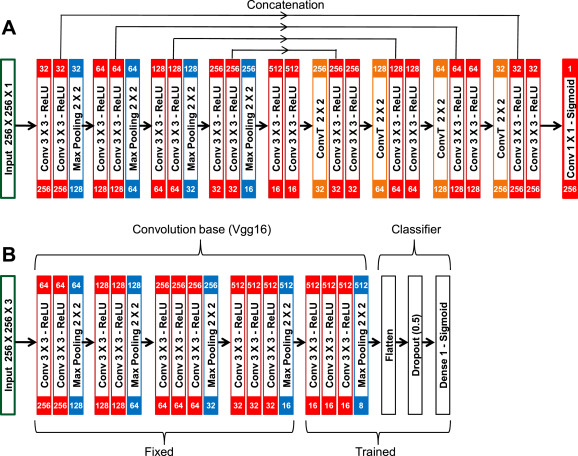 Concatenation
A
32 32 32 64 64 64 128 128 128 256 256 256 512 512 256 256 256 128 128 128 64 64 64 32 32 32 1
Input 256 X 256 X 1
Conv 3 X 3 - ReLU
Conv 3 X 3 - ReLU
Max Pooling 2 X 2
Conv 3 X 3 - ReLU
Conv 3 X 3 - ReLU
Max Pooling 2 X 2
Conv 3 X 3 - ReLU
Conv 3 X 3 - ReLU
Max Pooling 2 X 2
Conv 3 X 3 - ReLU
Conv 3 X 3 - ReLU
Max Pooling 2 X 2
Conv 3 X 3 - ReLU
Conv 3 X 3 - ReLU
ConvT 2 X 2
Conv 3 X 3 - ReLU
Conv 3 X 3 - ReLU
ConvT 2 X 2
Conv 3 X 3 - ReLU
Conv 3 X 3 - ReLU
ConvT 2 X 2
Conv 3 X 3 - ReLU
Conv 3 X 3 - ReLU
ConvT 2 X 2
Conv 3 X 3 - ReLU
Conv 3 X 3 - ReLU
Conv 1 X 1 - Sigmoid
256 256 128 128 128 64 64 64 32 32 32 16 16 16 32 32 32 64 64 64 128 128 128 256 256 256 256
B
Convolution base (Vgg16)
Classifier
64 64 64 128 128 128 256 256 256 256 512 512 512 512 512 512 512 512
Input 256 X 256 X 3
Conv 3 X 3 - ReLU
Conv 3 X 3 - ReLU
Max Pooling 2 X 2
Conv 3 X 3 - ReLU
Conv 3 X 3 - ReLU
Max Pooling 2 X 2
Conv 3 X 3 - ReLU
Conv 3 X 3 - ReLU
Conv 3 X 3 - ReLU
Max Pooling 2 X 2
Conv 3 X 3 - ReLU
Conv 3 X 3 - ReLU
Conv 3 X 3 - ReLU
Max Pooling 2 X 2
Conv 3 X 3 - ReLU
Conv 3 X 3 - ReLU
Conv 3 X 3 - ReLU
Max Pooling 2 X 2
Flatten
Dropout (0.5)
Dense 1 - Sigmoid
256 256 128 128 128 64 64 64 64 32 32 32 32 16 16 16 16 8
Fixed
Trained